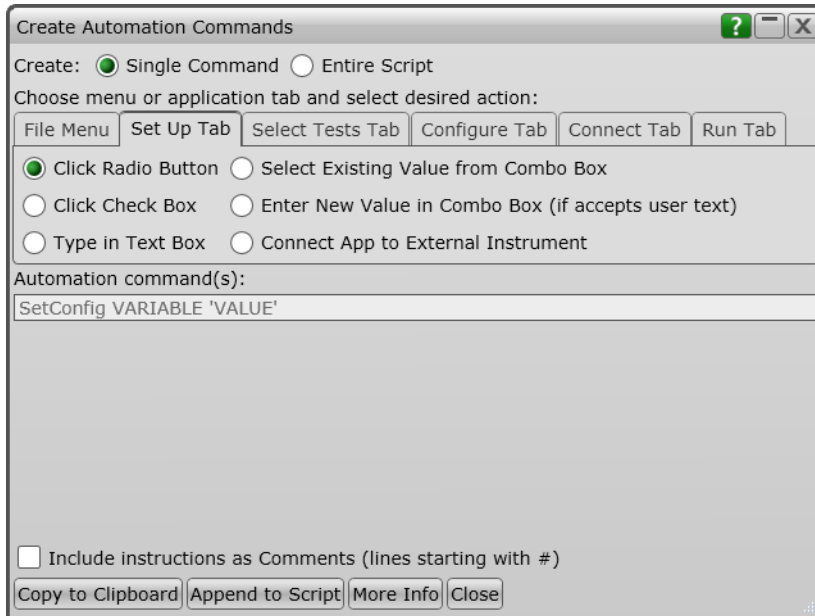 Create Automation Commands ? X
Create: Single Command Entire Script
Choose menu or application tab and select desired action:
File Menu Set Up Tab Select Tests Tab Configure Tab Connect Tab Run Tab
Click Radio Button Select Existing Value from Combo Box
Click Check Box Enter New Value in Combo Box (if accepts user text)
Type in Text Box Connect App to External Instrument
Automation command(s):
SetConfig VARIABLE 'VALUE'
Include instructions as Comments (lines starting with #)
Copy to Clipboard Append to Script More Info Close